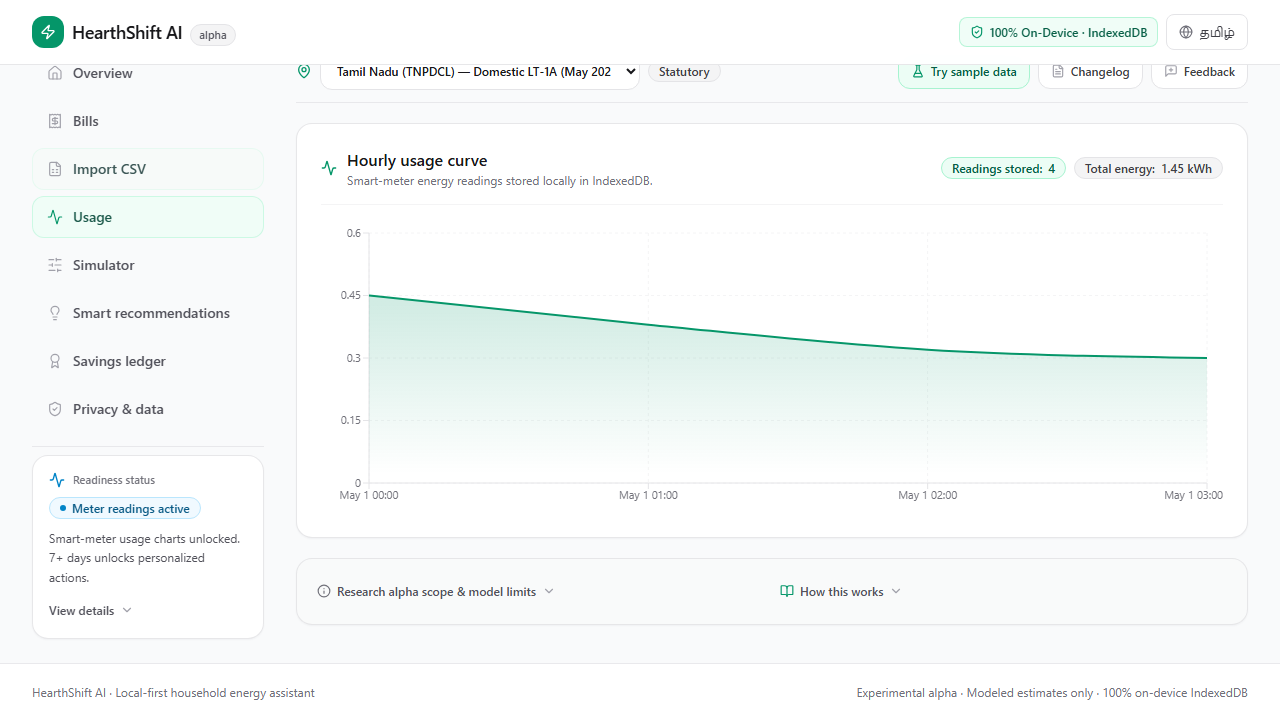 HearthShift AI
alpha
100% On-Device · IndexedDB
தமிழ்
Overview
Bills
Import CSV
Usage
Simulator
Smart recommendations
Savings ledger
Privacy & data
Readiness status
Meter readings active
Smart-meter usage charts unlocked.
7+ days unlocks personalized
actions.
View details
Tamil Nadu (TNPDCL) — Domestic LT-1A (May 202
Statutory
Try sample data
Changelog
Feedback
Hourly usage curve
Smart-meter energy readings stored locally in IndexedDB.
Readings stored: 4
Total energy: 1.45 kWh
0.6
0.45
0.3
0.15
0
May 1 00:00
May 1 01:00
May 1 02:00
May 1 03:00
Research alpha scope & model limits
How this works
HearthShift AI · Local-first household energy assistant
Experimental alpha · Modeled estimates only · 100% on-device IndexedDB